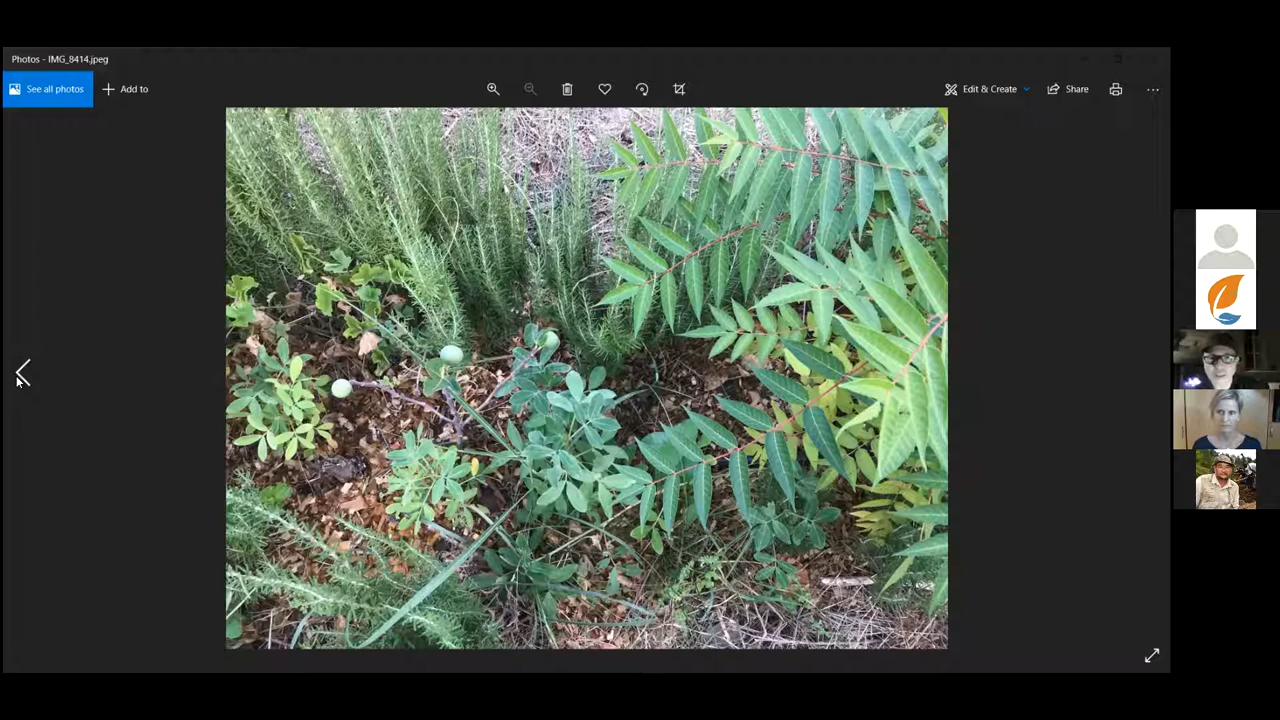 Photos - IMG_8414.jpeg
See all photos
Add to
Edit & Create
Share